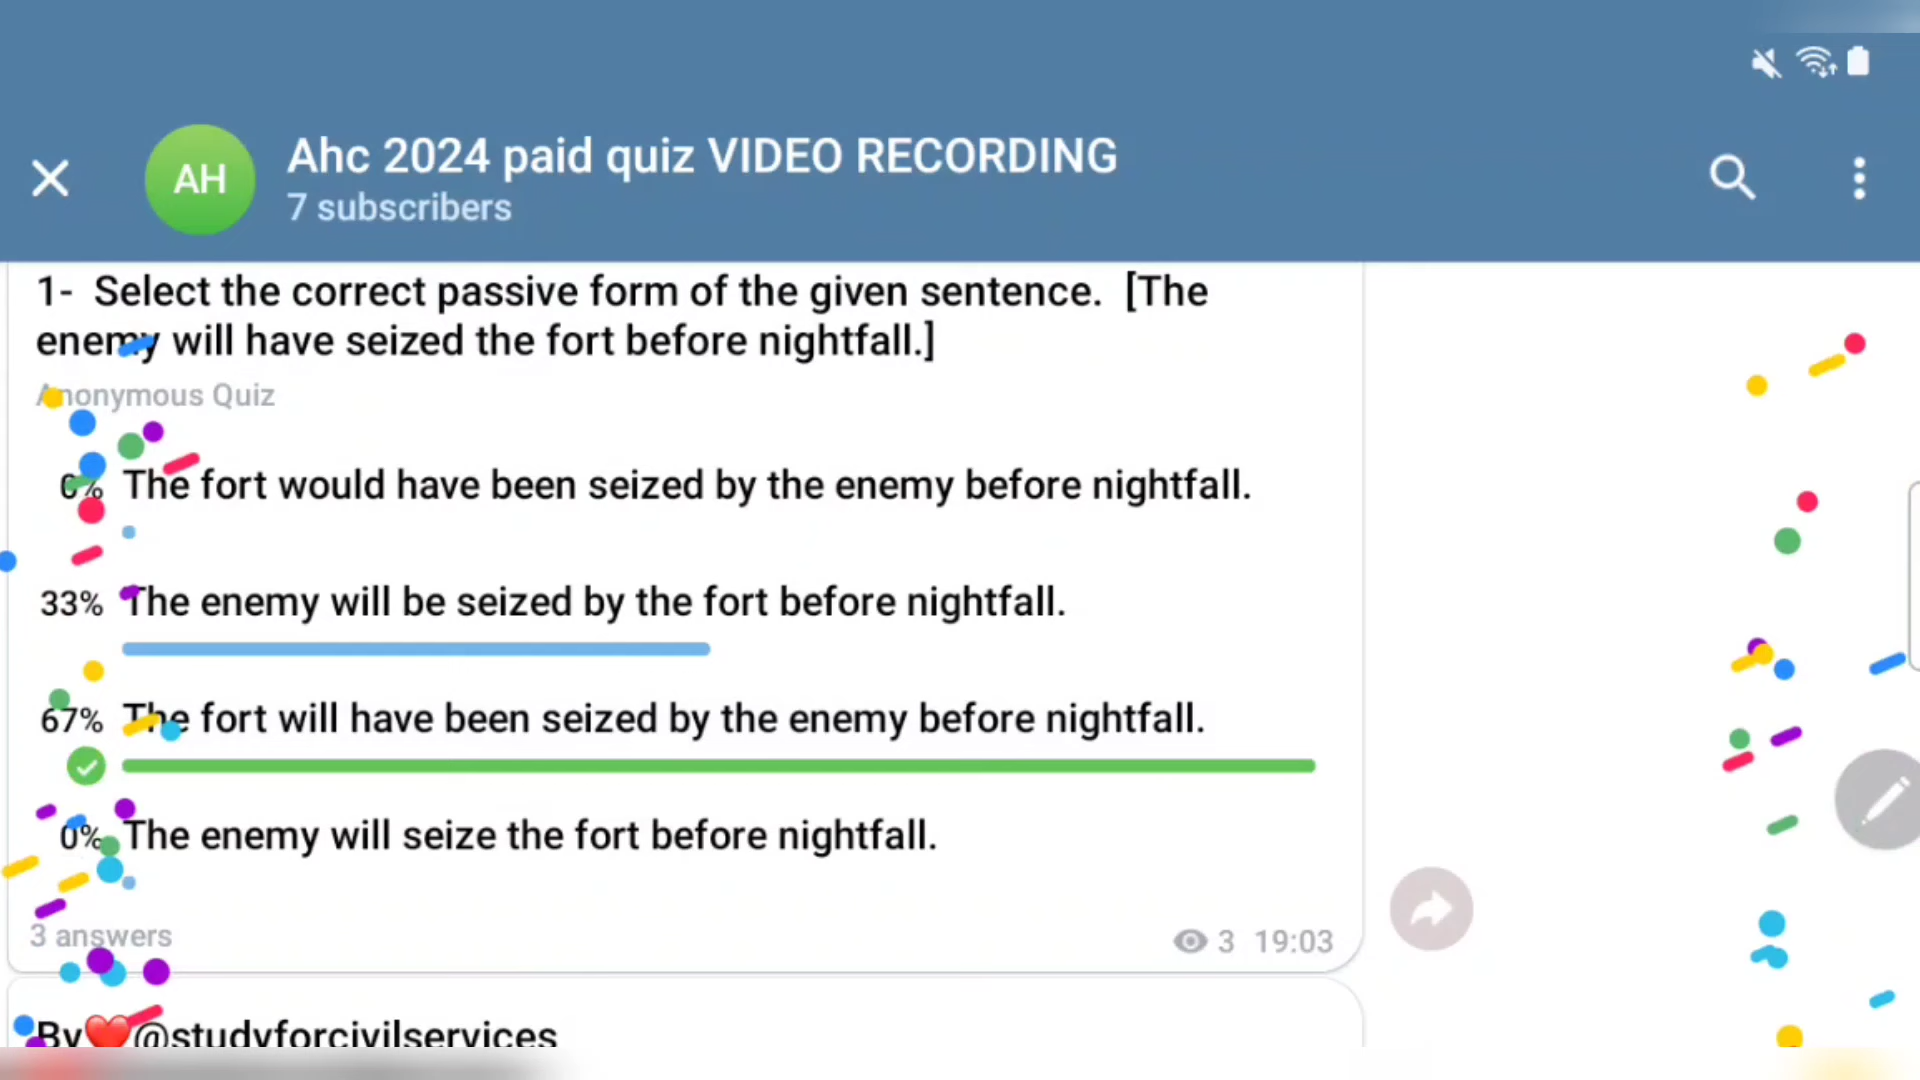 Ahc 2024 paid quiz VIDEO RECORDING
AH
7 subscribers
1- Select the correct passive form of the given sentence. [The
enemy will have seized the fort before nightfall.]
Anonymous Quiz
0% The fort would have been seized by the enemy before nightfall.
33% The enemy will be seized by the fort before nightfall.
67% The fort will have been seized by the enemy before nightfall.
0% The enemy will seize the fort before nightfall.
3 answers
3 19:03
By❤️@studyforcivilservices